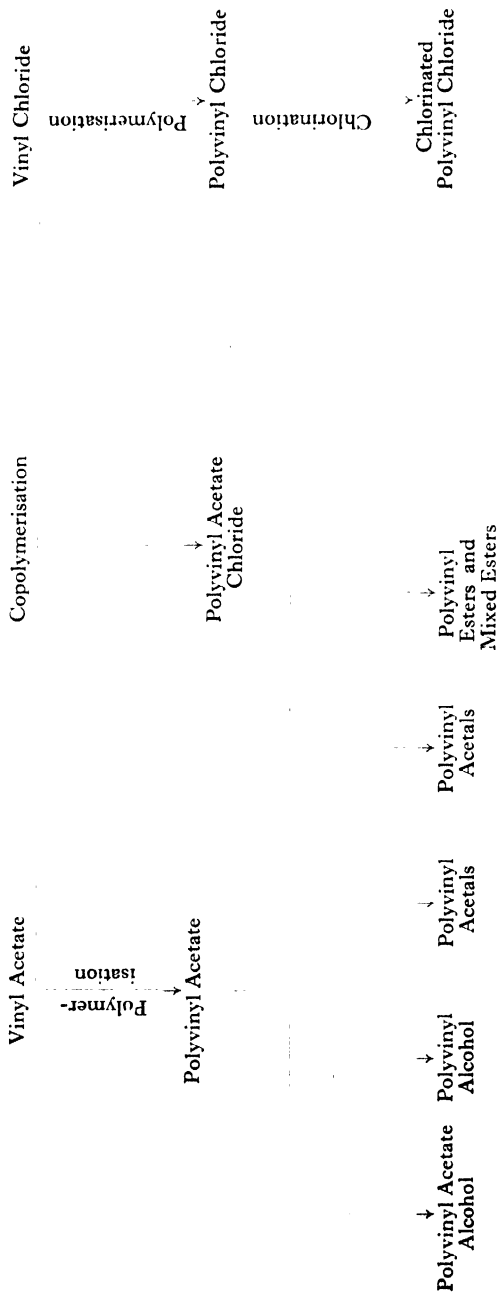 Vinyl Acetate
Copolymerisation
Vinyl Chloride
Polymer-
isation
Polymerisation
Polyvinyl Acetate
Polyvinyl Acetate
Chloride
Polyvinyl Chloride
Chlorination
Polyvinyl Acetate
Alcohol
Polyvinyl
Alcohol
Polyvinyl
Acetals
Polyvinyl
Acetals
Polyvinyl
Esters and
Mixed Esters
Chlorinated
Polyvinyl Chloride